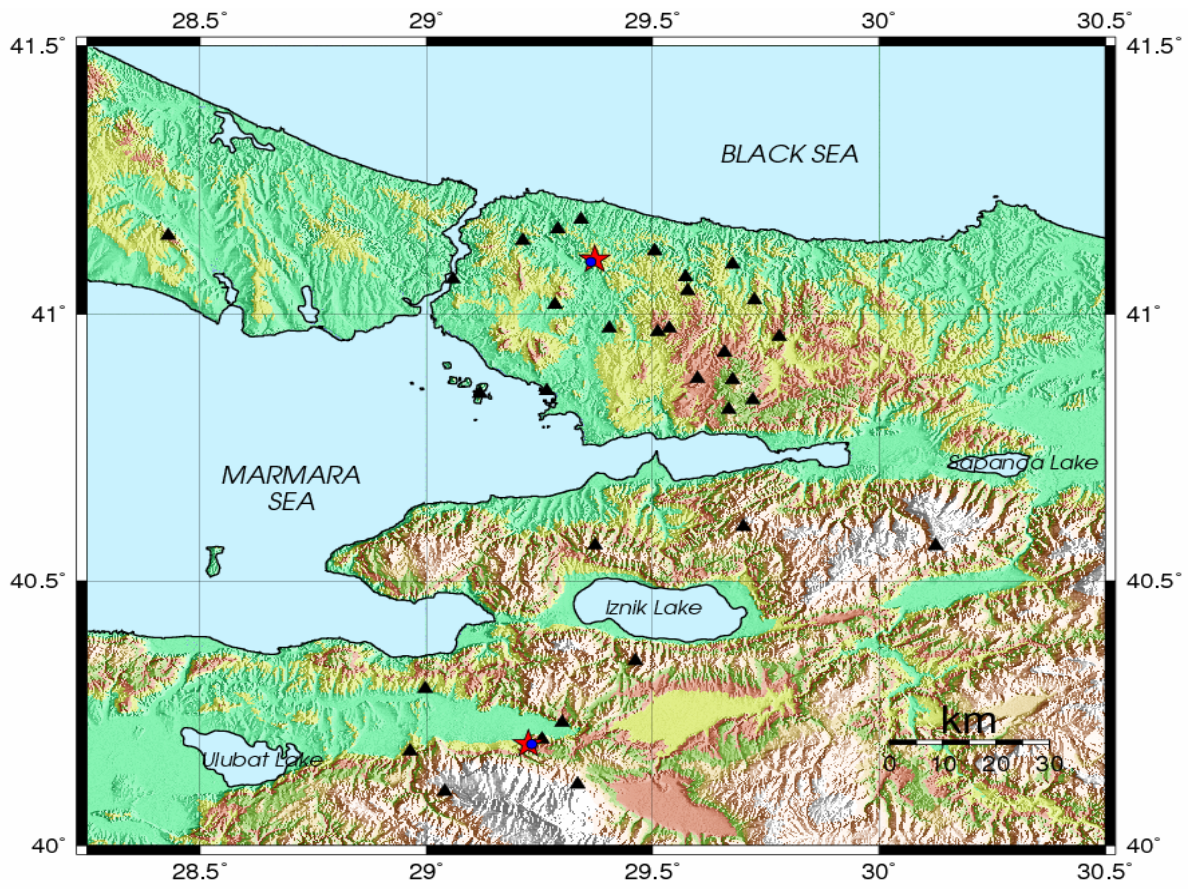 28.5° 29° 29.5° 30° 30.5°
41.5° 41.5°
BLACK SEA
41° 41°
MARMARA
SEA
Sapanca Lake
40.5° 40.5°
Iznik Lake
km
Ulubat Lake
0 10 20 30
40° 40°
28.5° 29° 29.5° 30° 30.5°